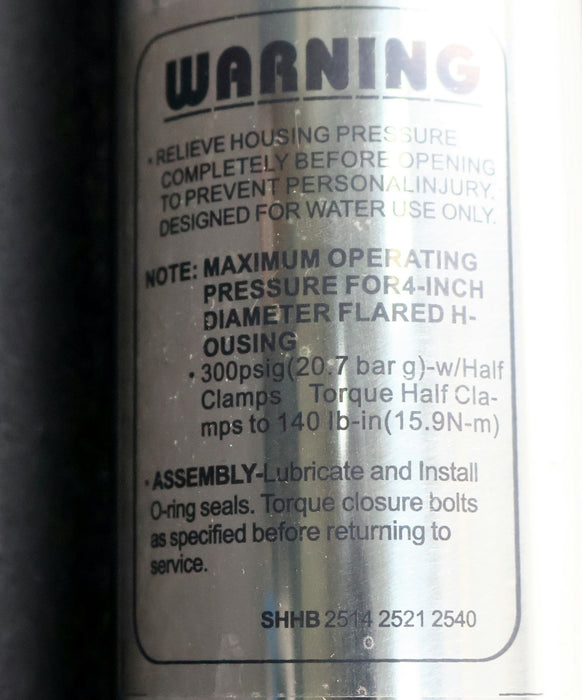 WARNING
•RELIEVE HOUSING PRESSURE
COMPLETELY BEFORE OPENING
TO PREVENT PERSONALINJURY.
DESIGNED FOR WATER USE ONLY.
NOTE: MAXIMUM OPERATING
PRESSURE FOR4-INCH
DIAMETER FLARED H-
OUSING
•300psig(20.7 bar g)-w/Half
Clamps Torque Half Cla-
mps to 140 lb-in(15.9N-m)
•ASSEMBLY-Lubricate and Install
O-ring seals. Torque closure bolts
as specified before returning to
service.
SHHB 2514 2521 2540